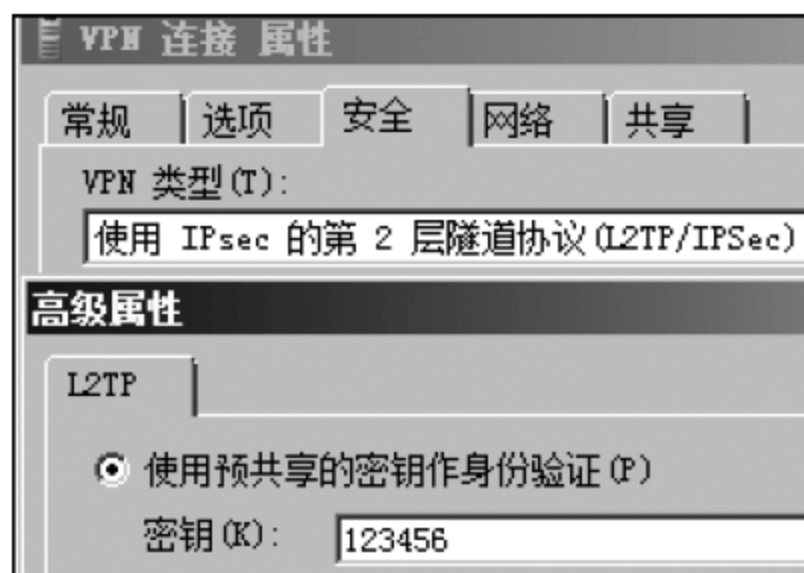 VPN 连接 属性
常规 选项 安全 网络 共享
VPN 类型(T):
使用 IPsec 的第 2 层隧道协议(L2TP/IPSec)
高级属性
L2TP
使用预共享的密钥作身份验证(P)
密钥(K): 123456